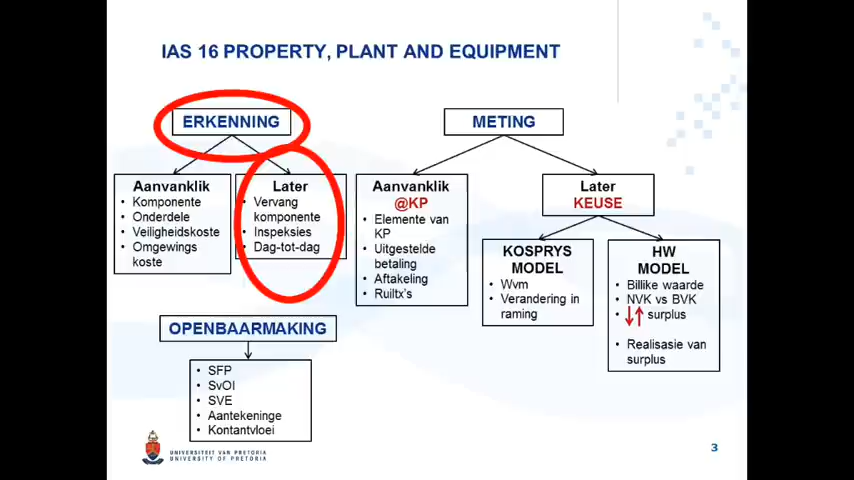 IAS 16 PROPERTY, PLANT AND EQUIPMENT
ERKENNING
Aanvanklik
• Komponente
• Onderdele
• Veiligheidskoste
• Omgewings
koste
Later
• Vervang
komponente
• Inspeksies
• Dag-tot-dag
METING
Aanvanklik
@KP
• Elemente van
KP
• Uitgestelde
betaling
• Aftakeling
• Ruiltx's
Later
KEUSE
KOSPRYS
MODEL
• Wvm
• Verandering in
raming
HW
MODEL
• Billike waarde
• NVK vs BVK
• ↓↑ surplus
• Realisasie van
surplus
OPENBAARMAKING
• SFP
• SvOI
• SVE
• Aantekeninge
• Kontantvloei
UNIVERSITEIT VAN PRETORIA
UNIVERSITY OF PRETORIA
3